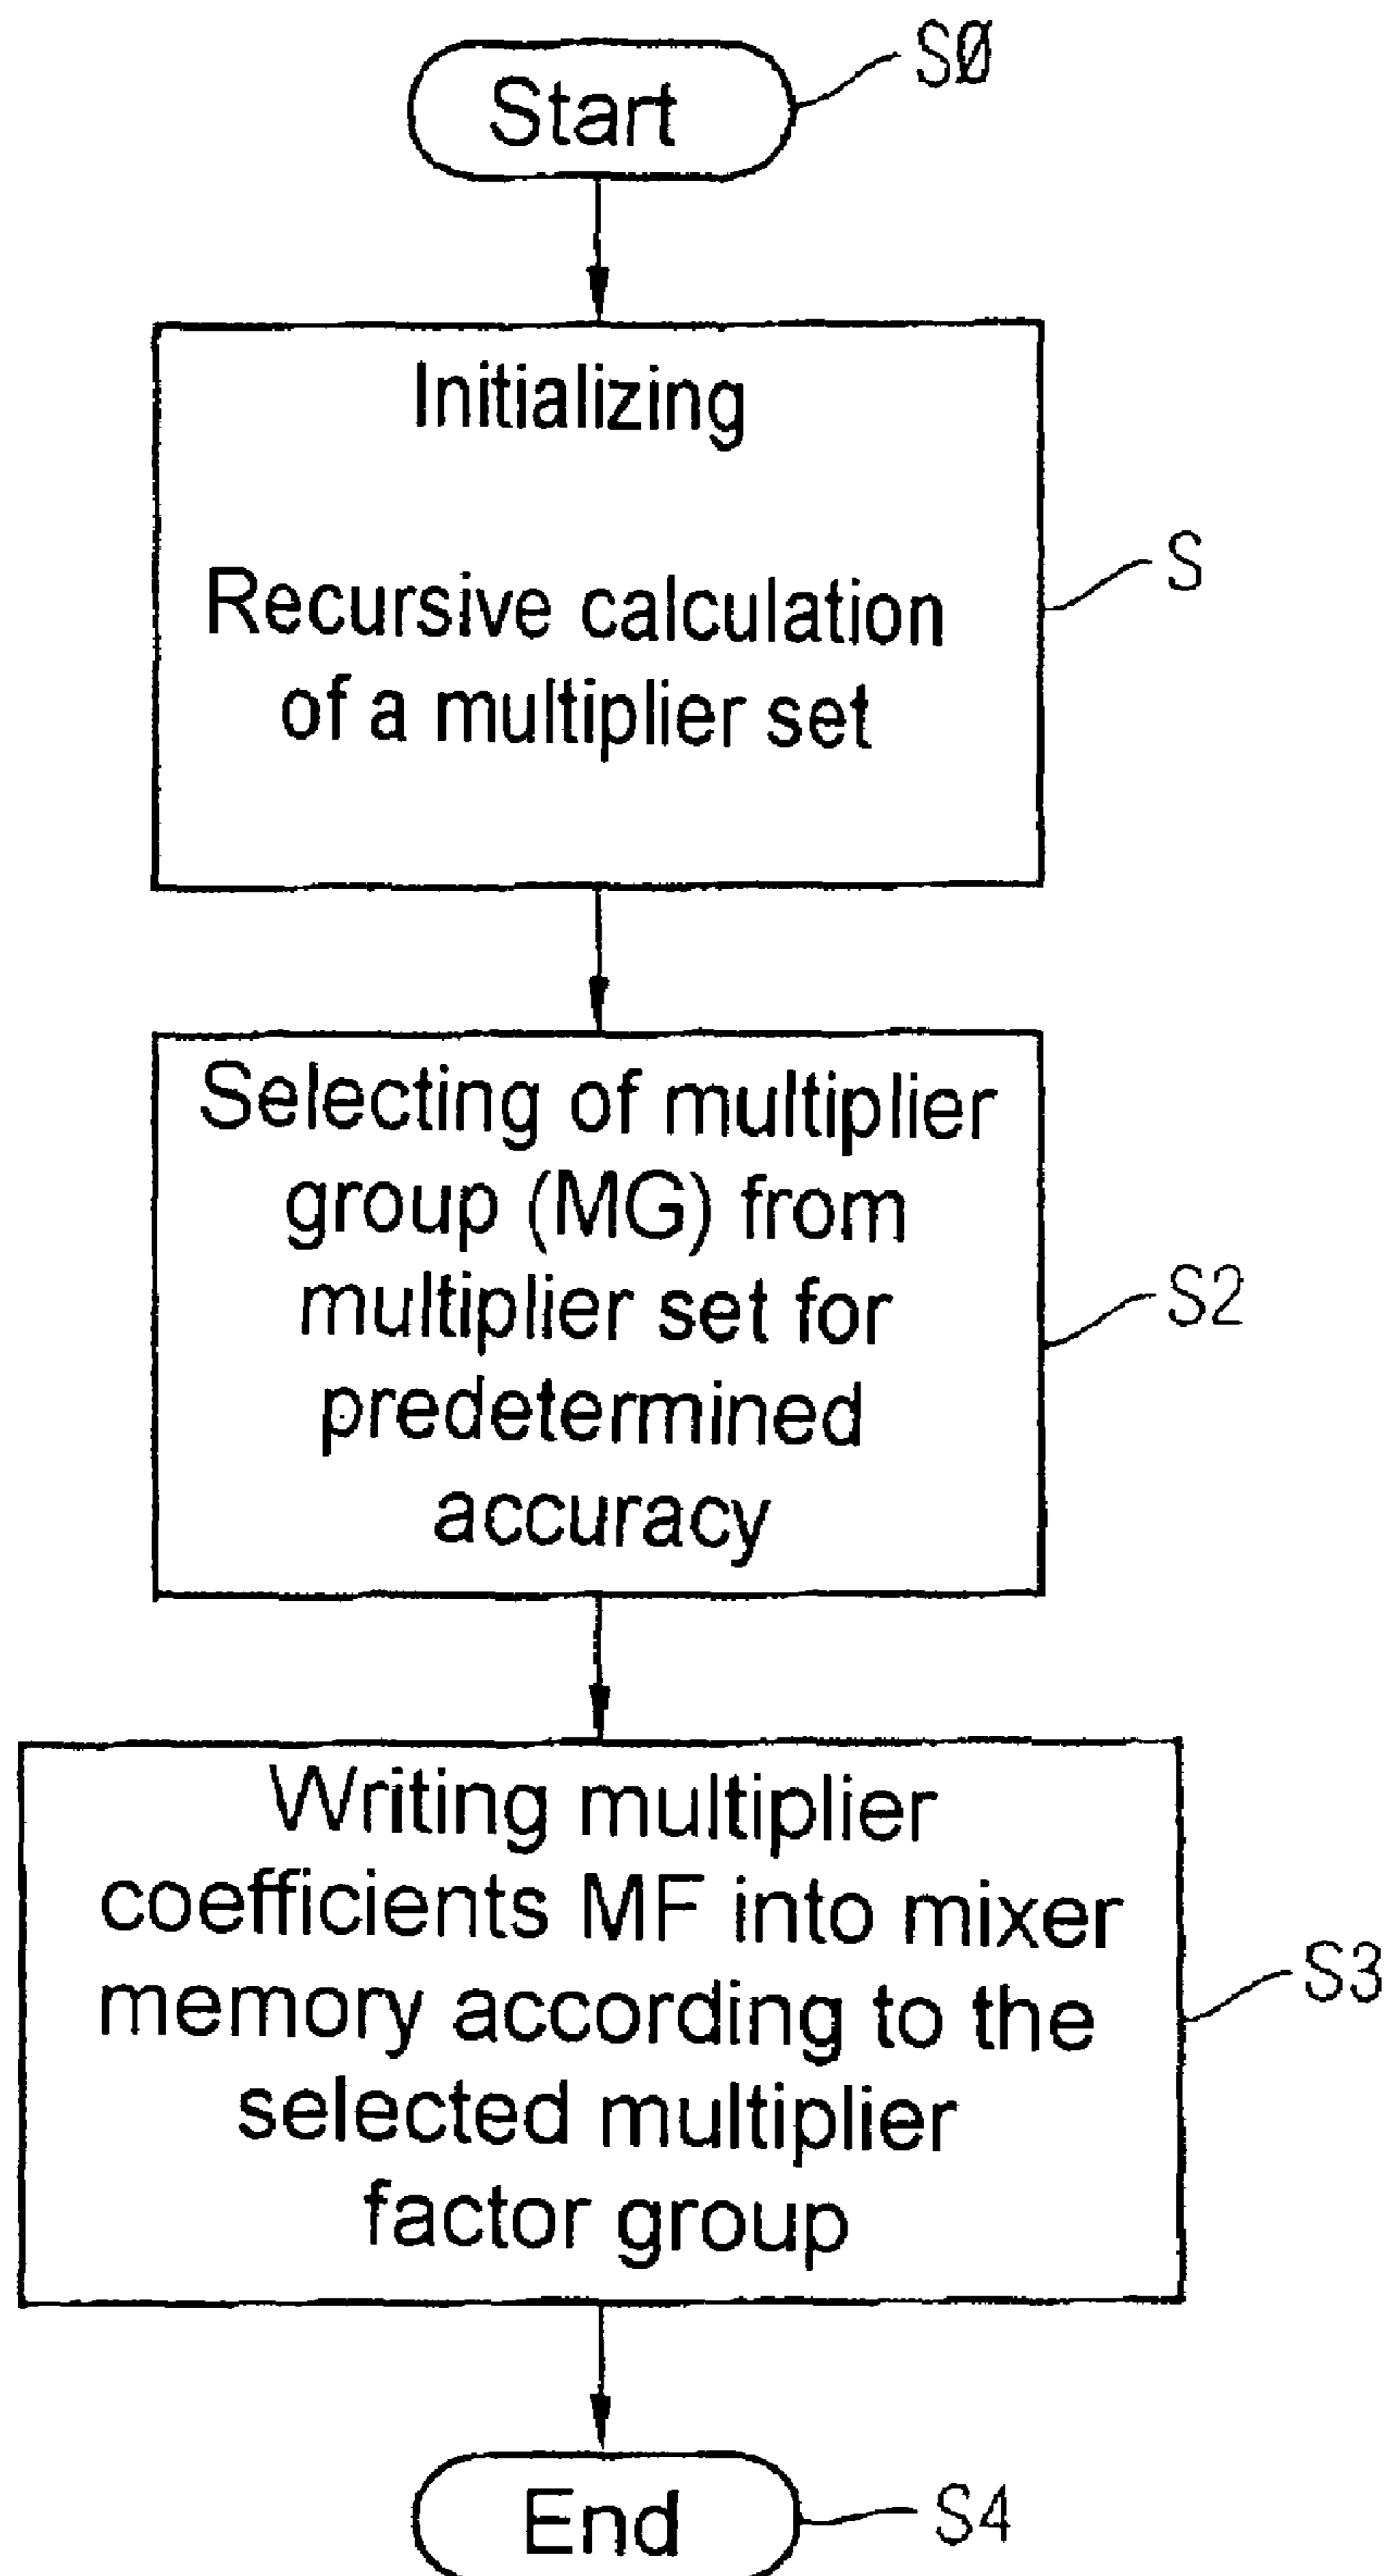 Start
SØ
Initializing
Recursive calculation
of a multiplier set
S
Selecting of multiplier
group (MG) from
multiplier set for
predetermined
accuracy
S2
Writing multiplier
coefficients MF into mixer
memory according to the
selected multiplier
factor group
S3
End
S4